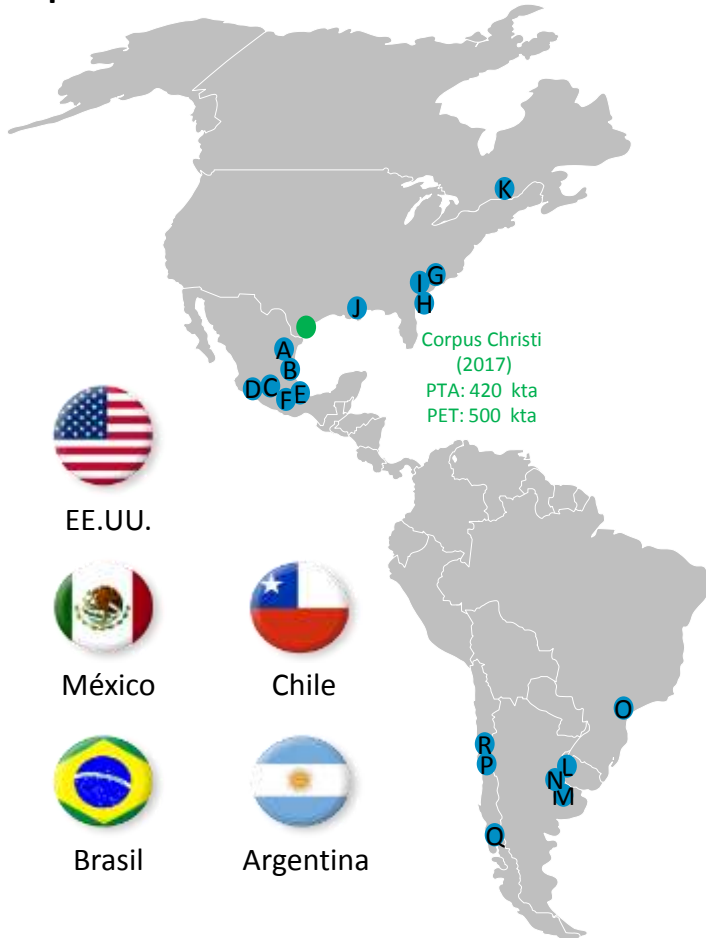 K
G
I
H
J
A
B
D
C
F
E
Corpus Christi
(2017)
PTA: 420 kta
PET: 500 kta
EE.UU.
México
Chile
O
R
P
L
N
M
Q
Brasil
Argentina